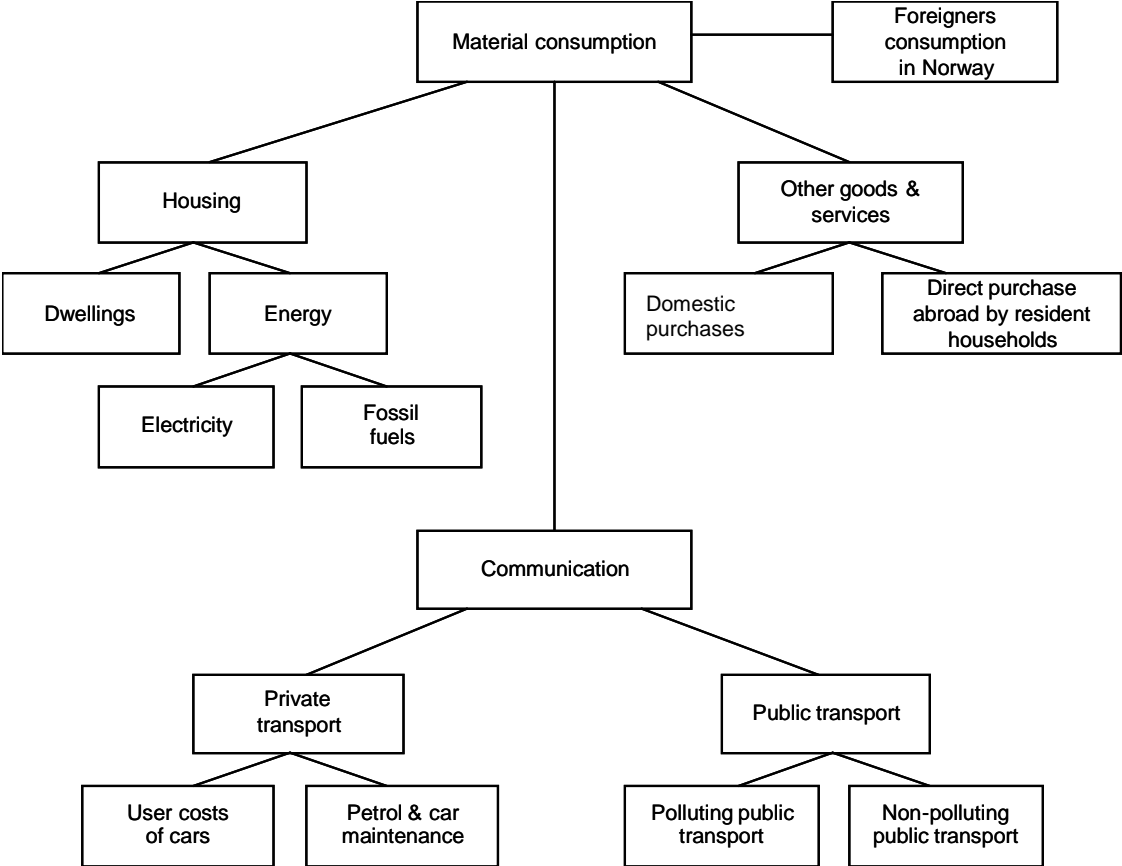 Material consumption
Foreigners
consumption
in Norway
Housing
Other goods &
services
Dwellings
Energy
Domestic
purchases
Direct purchase
abroad by resident
households
Electricity
Fossil
fuels
Communication
Private
transport
Public transport
User costs
of cars
Petrol & car
maintenance
Polluting public
transport
Non-polluting
public transport